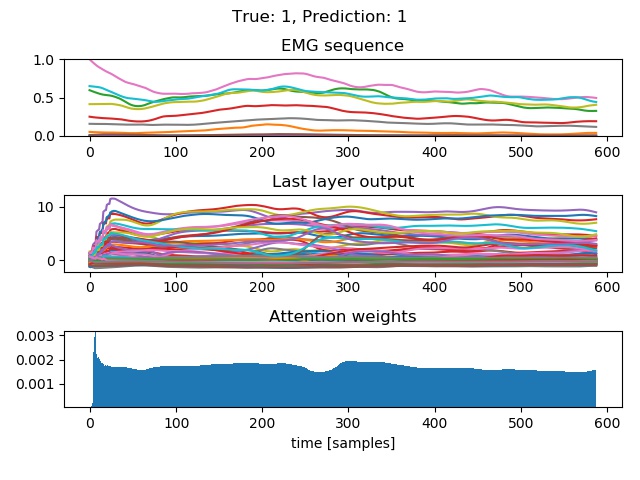 True: 1, Prediction: 1
EMG sequence
1.0
0.5
0.0
0 100 200 300 400 500 600
Last layer output
10
0
0 100 200 300 400 500 600
Attention weights
0.003
0.002
0.001
0 100 200 300 400 500 600
time [samples]